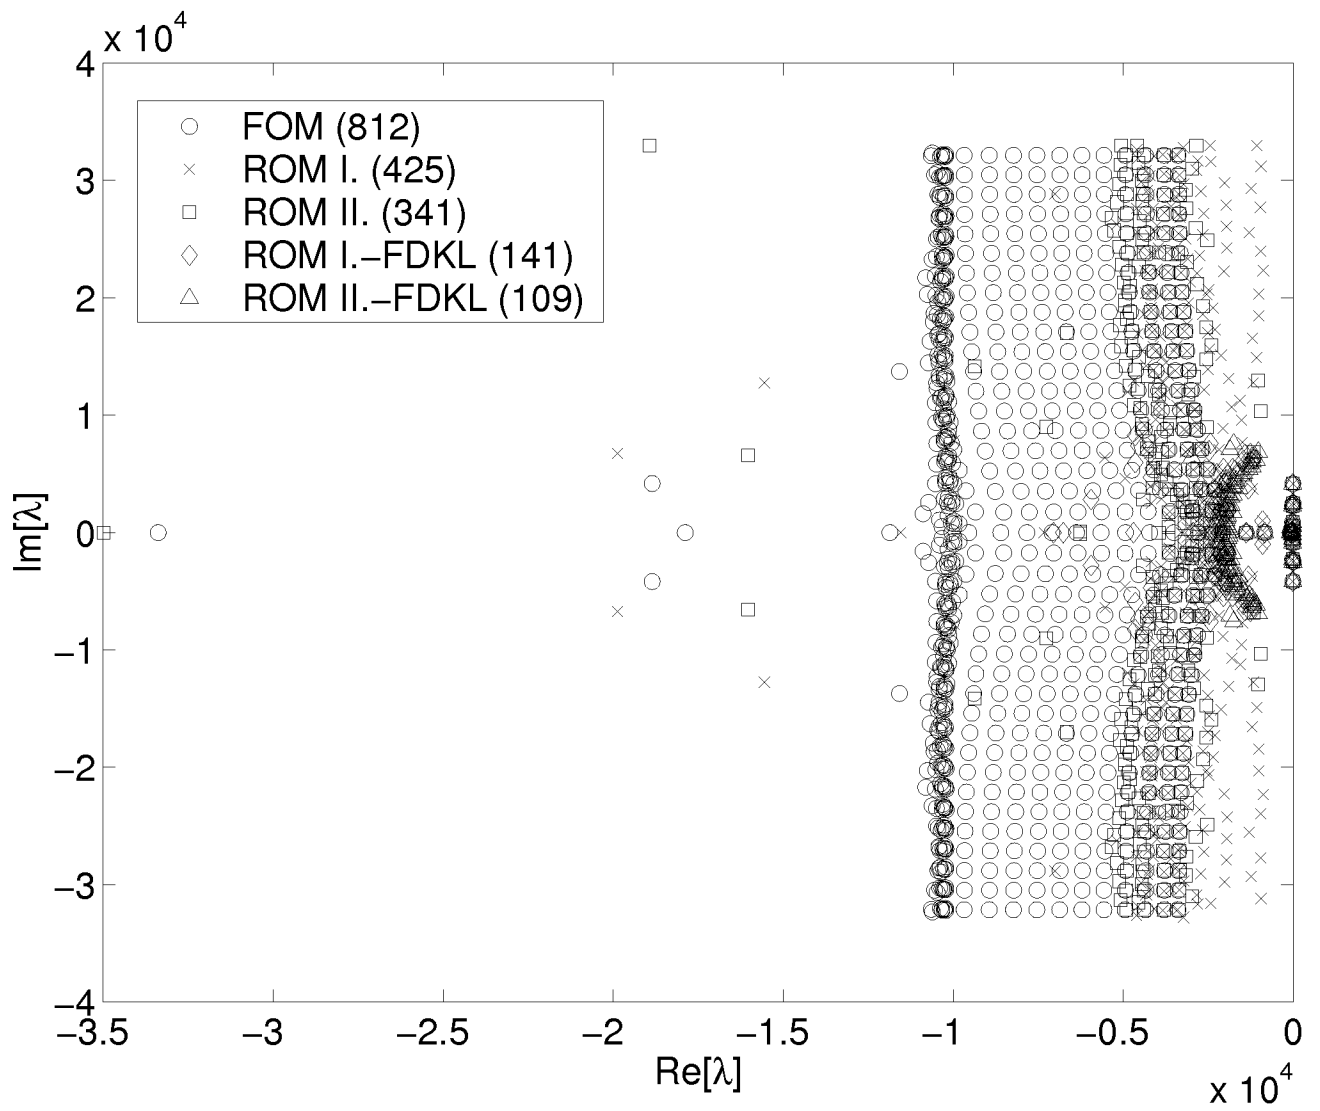 x 10^4
4
3
2
1
0
−1
−2
−3
−4
Im[λ]
FOM (812)
ROM I. (425)
ROM II. (341)
ROM I.−FDKL (141)
ROM II.−FDKL (109)
−3.5 −3 −2.5 −2 −1.5 −1 −0.5 0
Re[λ]
x 10^4